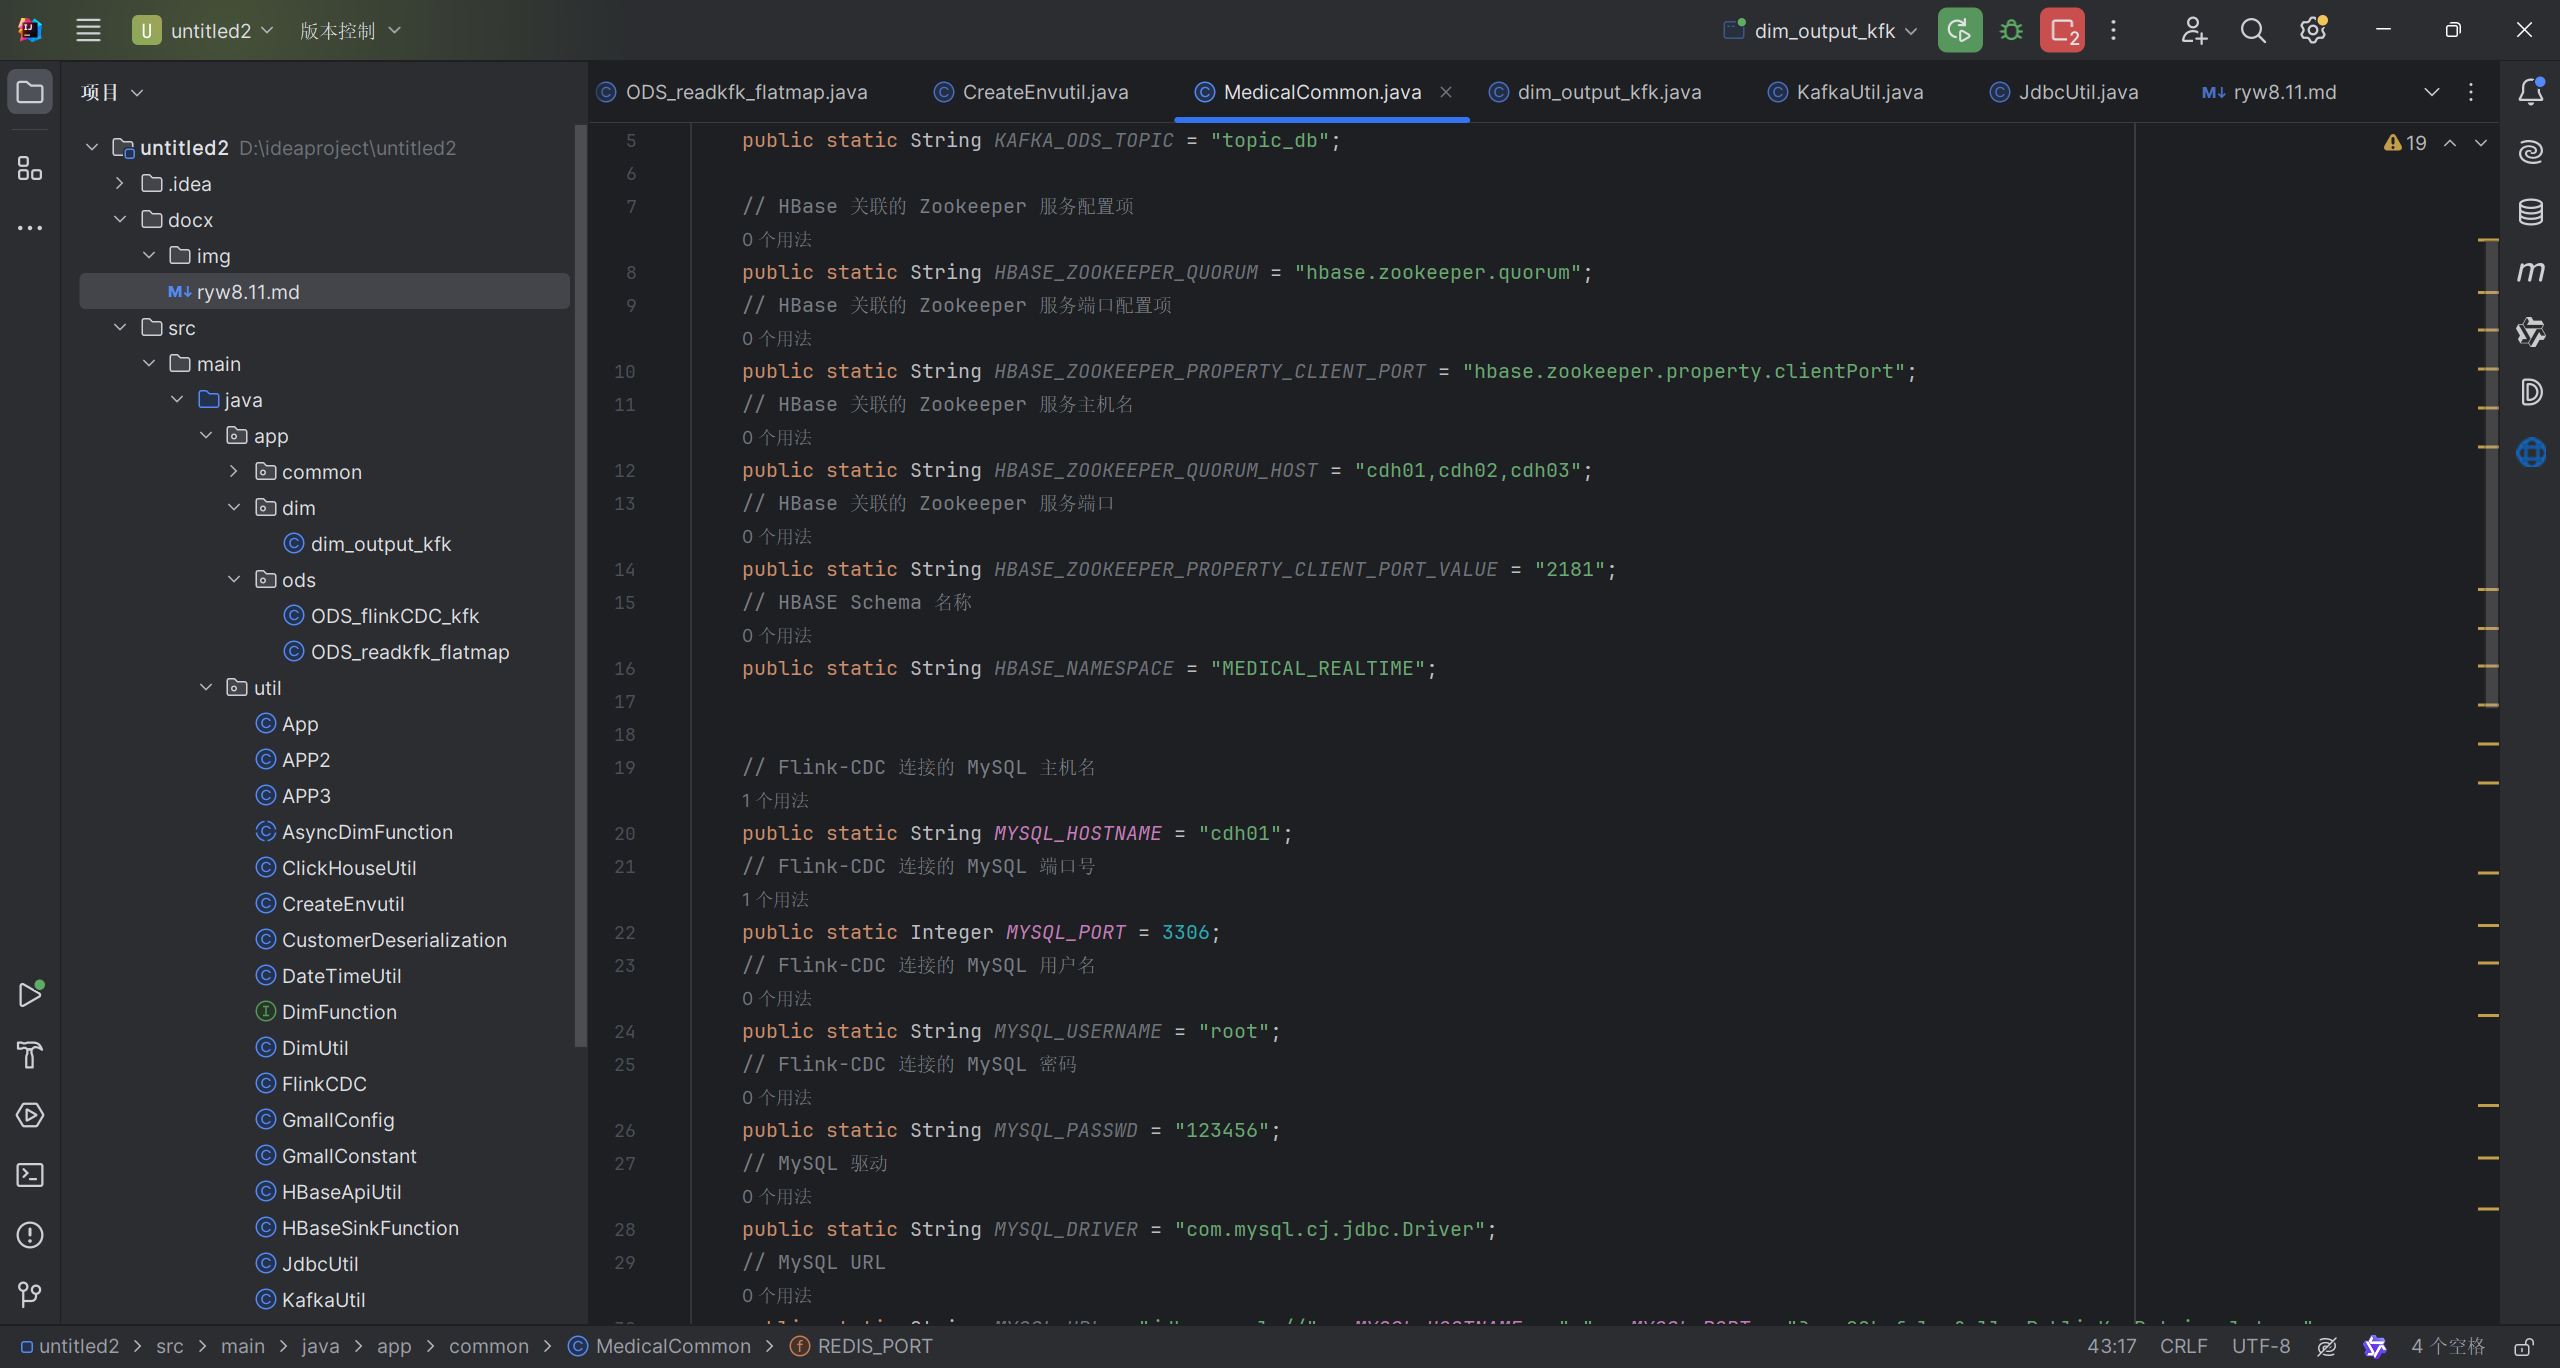 U untitled2 版本控制 dim_output_kfk 2
项目
untitled2 D:\ideaproject\untitled2
.idea
docx
img
ryw8.11.md
src
main
java
app
common
dim
dim_output_kfk
ods
ODS_flinkCDC_kfk
ODS_readkfk_flatmap
util
App
APP2
APP3
AsyncDimFunction
ClickHouseUtil
CreateEnvutil
CustomerDeserialization
DateTimeUtil
DimFunction
DimUtil
FlinkCDC
GmallConfig
GmallConstant
HBaseApiUtil
HBaseSinkFunction
JdbcUtil
KafkaUtil
ODS_readkfk_flatmap.java CreateEnvutil.java MedicalCommon.java dim_output_kfk.java KafkaUtil.java JdbcUtil.java ryw8.11.md
19
5 public static String KAFKA_ODS_TOPIC = "topic_db";
6
7 // HBase 关联的 Zookeeper 服务配置项
0 个用法
8 public static String HBASE_ZOOKEEPER_QUORUM = "hbase.zookeeper.quorum";
9 // HBase 关联的 Zookeeper 服务端口配置项
0 个用法
10 public static String HBASE_ZOOKEEPER_PROPERTY_CLIENT_PORT = "hbase.zookeeper.property.clientPort";
11 // HBase 关联的 Zookeeper 服务主机名
0 个用法
12 public static String HBASE_ZOOKEEPER_QUORUM_HOST = "cdh01,cdh02,cdh03";
13 // HBase 关联的 Zookeeper 服务端口
0 个用法
14 public static String HBASE_ZOOKEEPER_PROPERTY_CLIENT_PORT_VALUE = "2181";
15 // HBASE Schema 名称
0 个用法
16 public static String HBASE_NAMESPACE = "MEDICAL_REALTIME";
17
18
19 // Flink-CDC 连接的 MySQL 主机名
1 个用法
20 public static String MYSQL_HOSTNAME = "cdh01";
21 // Flink-CDC 连接的 MySQL 端口号
1 个用法
22 public static Integer MYSQL_PORT = 3306;
23 // Flink-CDC 连接的 MySQL 用户名
0 个用法
24 public static String MYSQL_USERNAME = "root";
25 // Flink-CDC 连接的 MySQL 密码
0 个用法
26 public static String MYSQL_PASSWD = "123456";
27 // MySQL 驱动
0 个用法
28 public static String MYSQL_DRIVER = "com.mysql.cj.jdbc.Driver";
29 // MySQL URL
0 个用法
untitled2 > src > main > java > app > common > MedicalCommon > REDIS_PORT 43:17 CRLF UTF-8 4 个空格